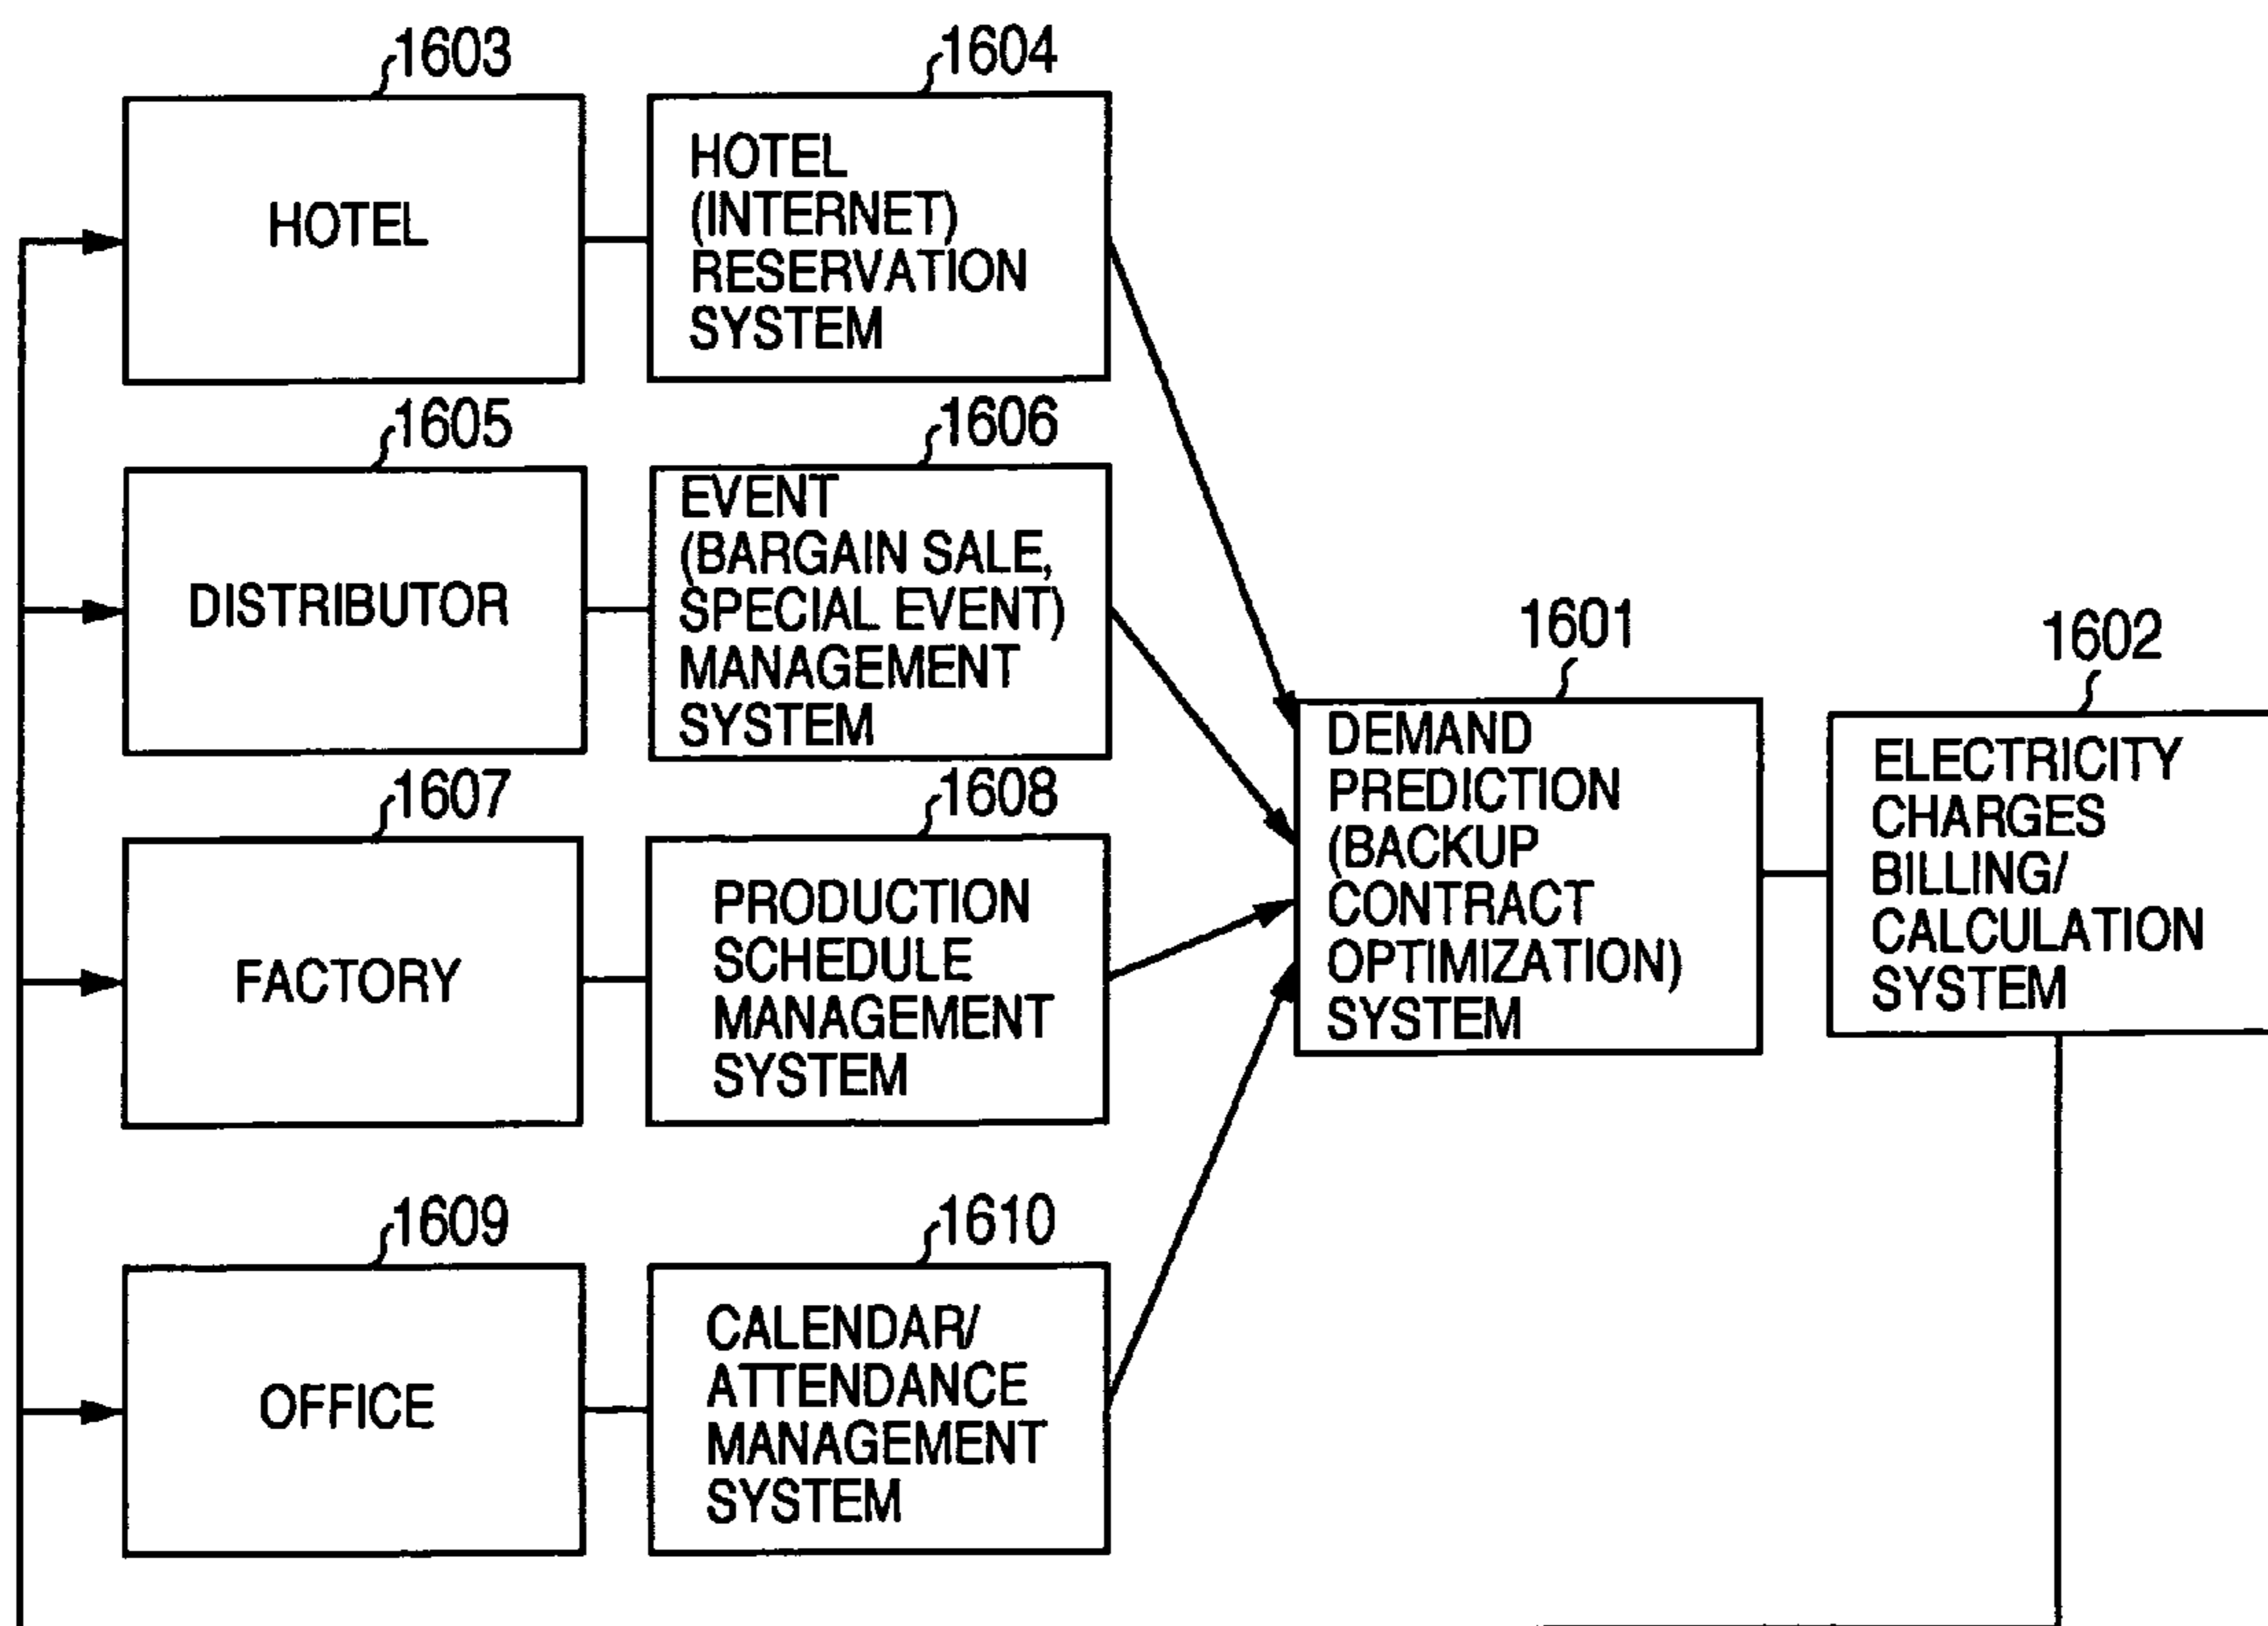 1603
1604
HOTEL
HOTEL
(INTERNET)
RESERVATION
SYSTEM
1605
1606
DISTRIBUTOR
EVENT
(BARGAIN SALE,
SPECIAL EVENT)
MANAGEMENT
SYSTEM
1607
1608
FACTORY
PRODUCTION
SCHEDULE
MANAGEMENT
SYSTEM
1609
1610
OFFICE
CALENDAR/
ATTENDANCE
MANAGEMENT
SYSTEM
1601
DEMAND
PREDICTION
(BACKUP
CONTRACT
OPTIMIZATION)
SYSTEM
1602
ELECTRICITY
CHARGES
BILLING/
CALCULATION
SYSTEM